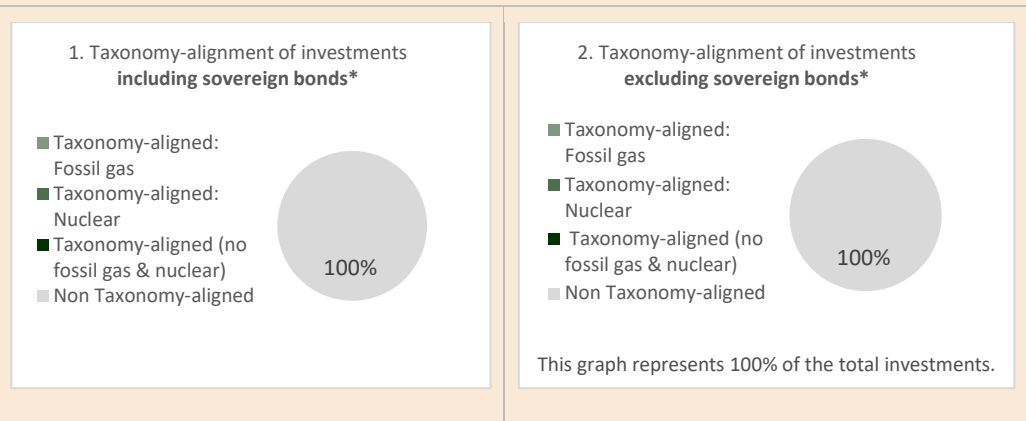 1. Taxonomy-alignment of investments
including sovereign bonds*
Taxonomy-aligned:
Fossil gas
Taxonomy-aligned:
Nuclear
Taxonomy-aligned (no
fossil gas & nuclear)
Non Taxonomy-aligned
100%
2. Taxonomy-alignment of investments
excluding sovereign bonds*
Taxonomy-aligned:
Fossil gas
Taxonomy-aligned:
Nuclear
Taxonomy-aligned (no
fossil gas & nuclear)
Non Taxonomy-aligned
100%
This graph represents 100% of the total investments.